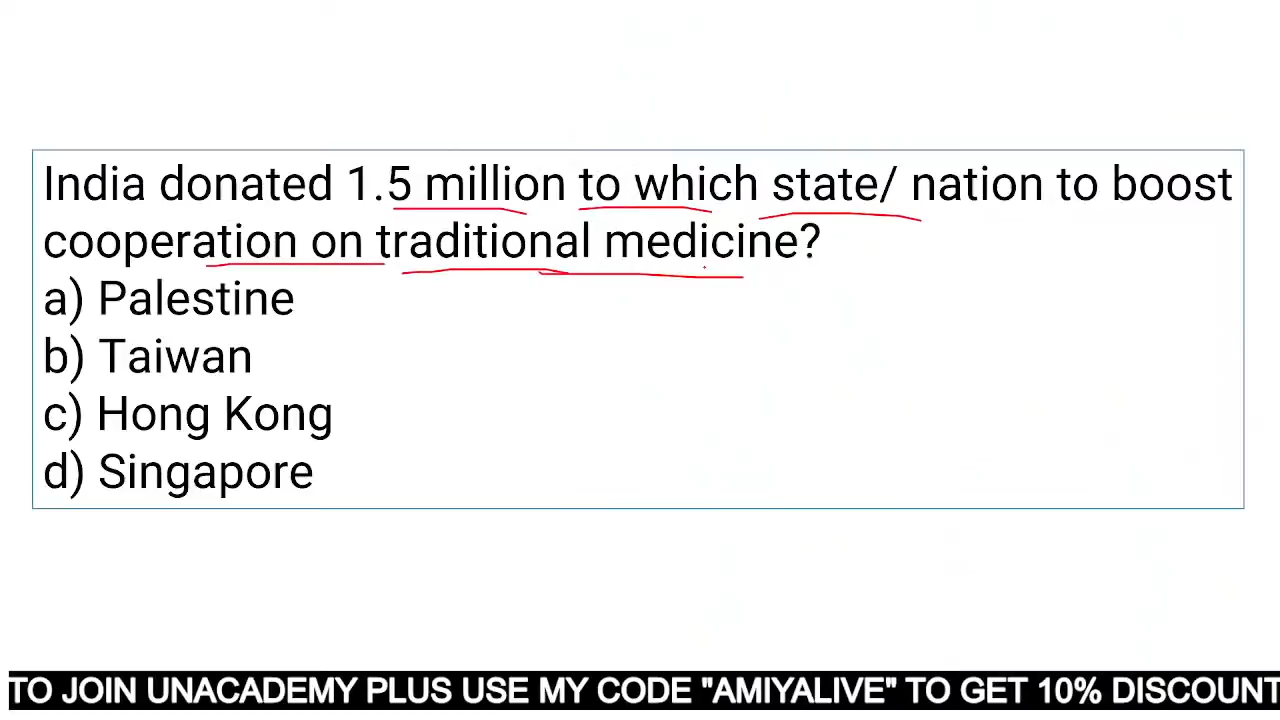 India donated 1.5 million to which state/ nation to boost
cooperation on traditional medicine?
a) Palestine
b) Taiwan
c) Hong Kong
d) Singapore
TO JOIN UNACADEMY PLUS USE MY CODE "AMIYALIVE" TO GET 10% DISCOUNT